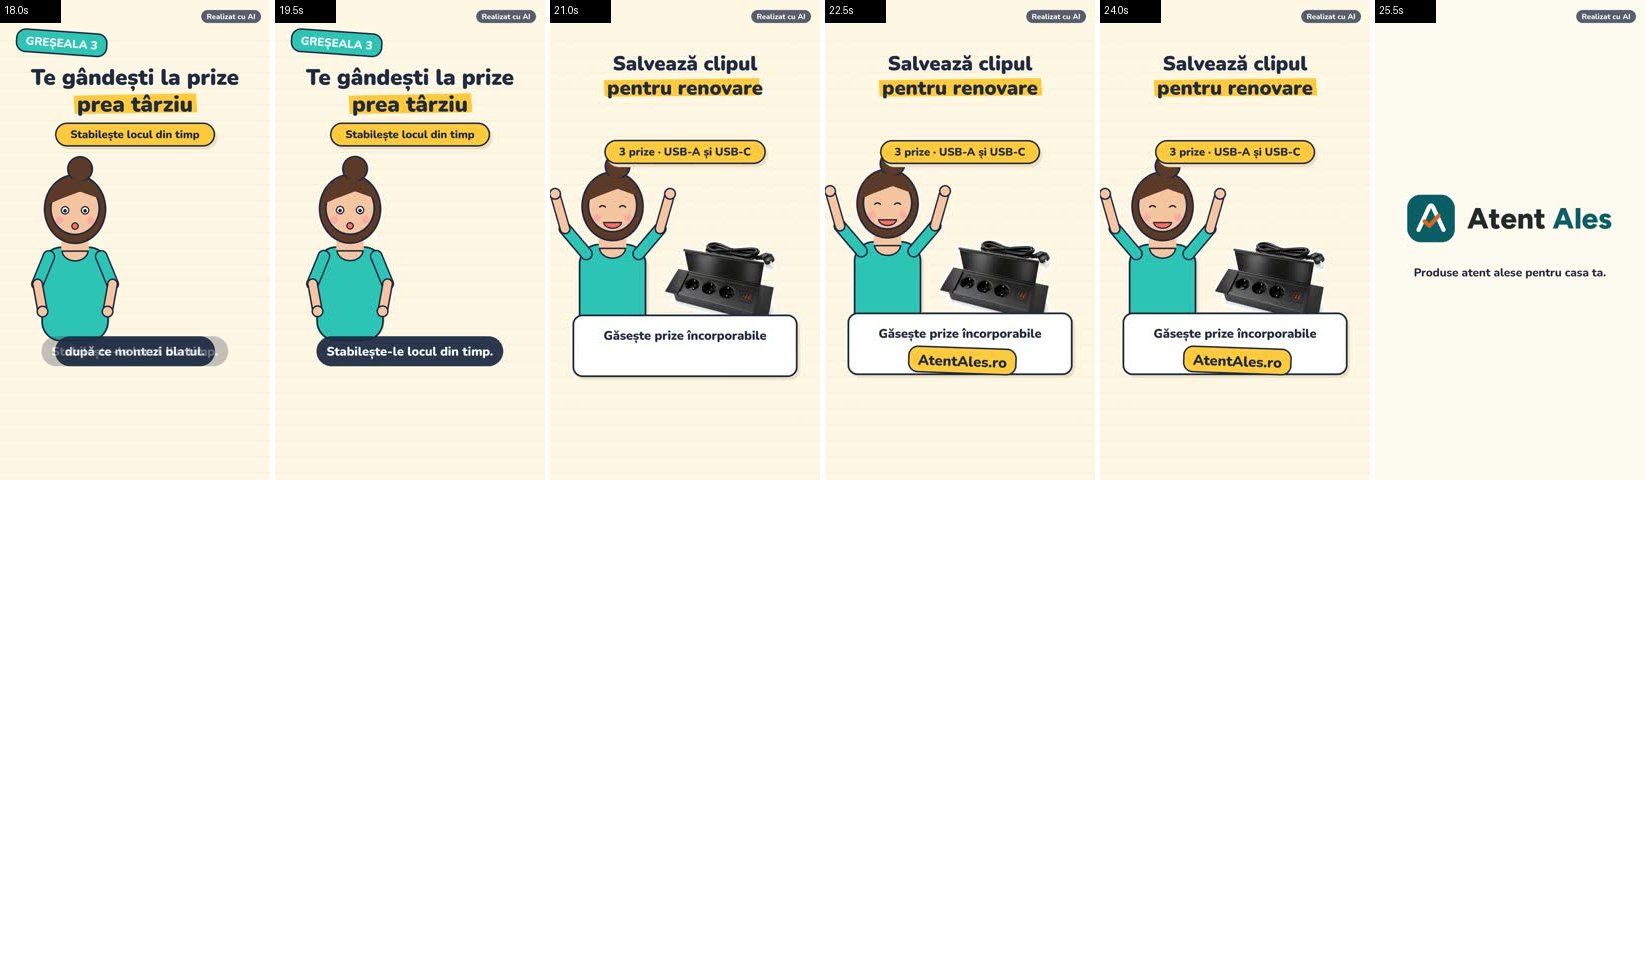 18.0s
Realizat cu AI
GREȘEALA 3
Te gândești la prize
prea târziu
Stabilește locul din timp
după ce montezi blatul.
19.5s
Realizat cu AI
GREȘEALA 3
Te gândești la prize
prea târziu
Stabilește locul din timp
Stabilește-le locul din timp.
21.0s
Realizat cu AI
Salvează clipul
pentru renovare
3 prize · USB-A și USB-C
Găsește prize încorporabile
22.5s
Realizat cu AI
Salvează clipul
pentru renovare
3 prize · USB-A și USB-C
Găsește prize încorporabile
AtentAles.ro
24.0s
Realizat cu AI
Salvează clipul
pentru renovare
3 prize · USB-A și USB-C
Găsește prize încorporabile
AtentAles.ro
25.5s
Realizat cu AI
Atent Ales
Produse atent alese pentru casa ta.